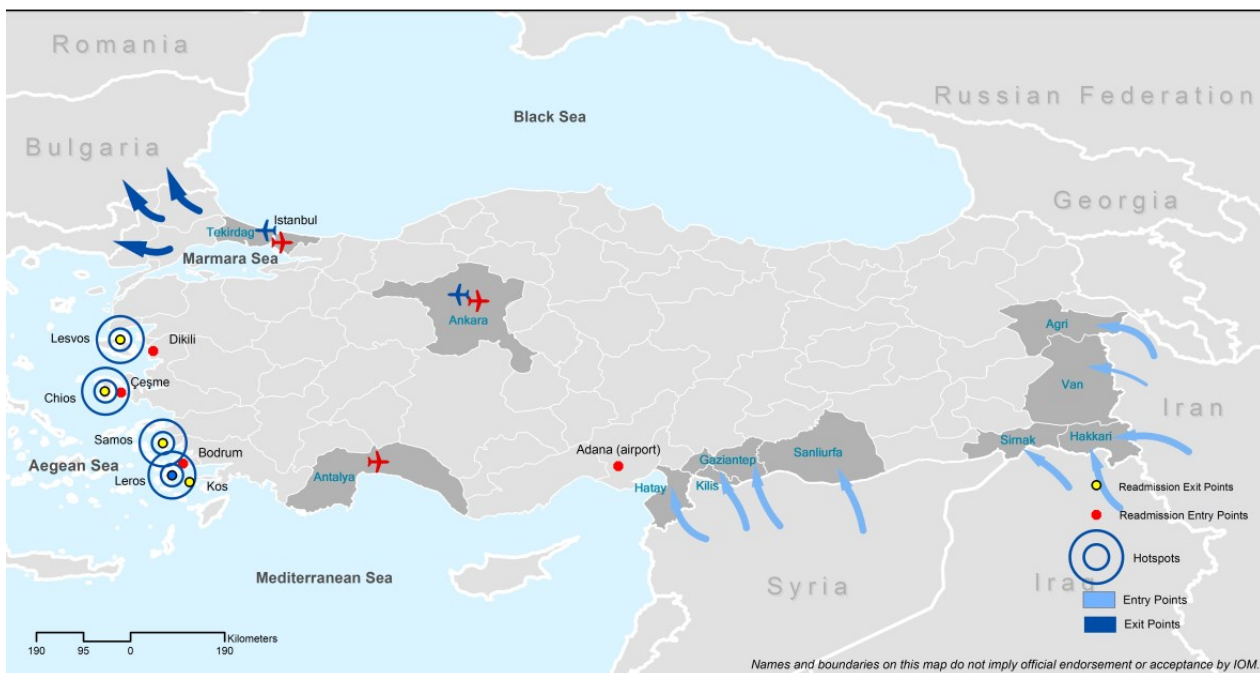 Romania
Russian Federation
Black Sea
Bulgaria
Georgia
Istanbul
Tekirdag
Marmara Sea
Ankara
Agri
Lesvos
Dikili
Van
Çeşme
Chios
Iran
Samos
Bodrum
Aegean Sea
Leros
Kos
Antalya
Adana (airport)
Gaziantep
Sanliurfa
Sirnak
Hakkari
Hatay
Kilis
Readmission Exit Points
Readmission Entry Points
Mediterranean Sea
Syria
Iraq
Hotspots
Entry Points
Exit Points
Kilometers
190 95 0 190
Names and boundaries on this map do not imply official endorsement or acceptance by IOM.